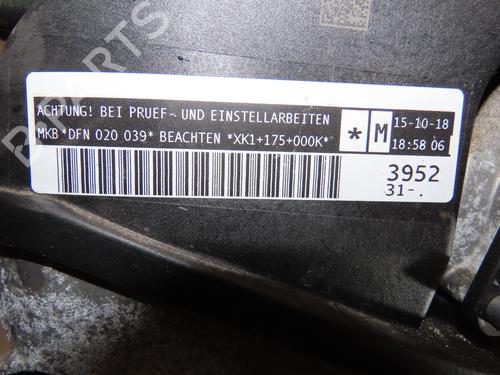 B PARTS
ACHTUNG! BEI PRUEF- UND EINSTELLARBEITEN
MKB *DFN 020 039* BEACHTEN *XK1+175+000K*
* M
15-10-18
18:58 06
3952
31-.